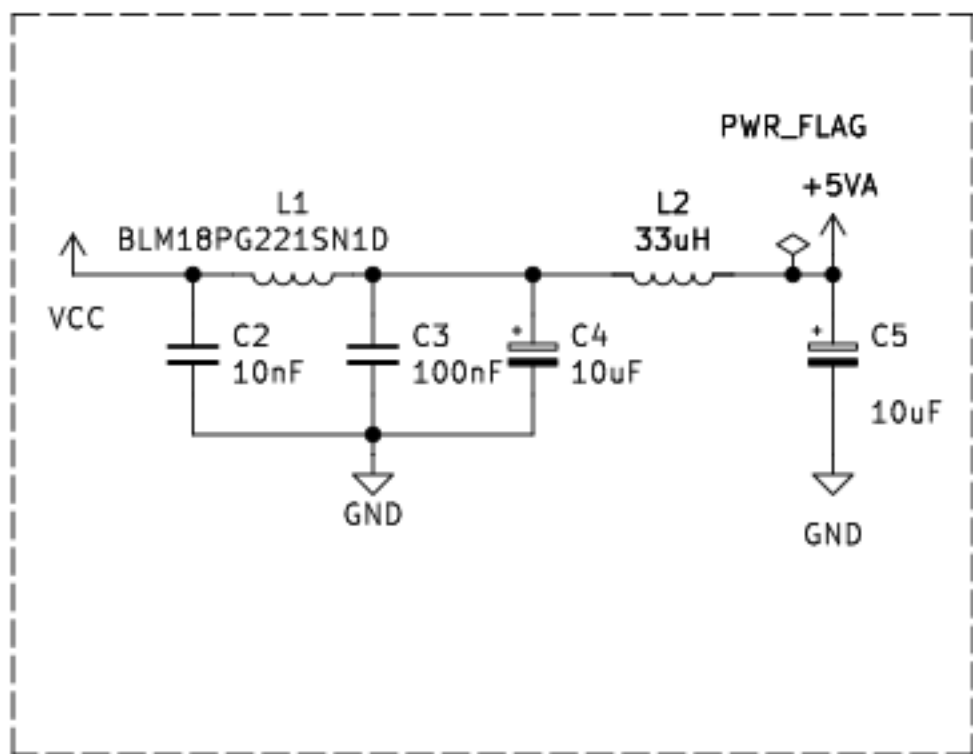 PWR_FLAG
+5VA
L1
BLM18PG221SN1D
L2
33uH
VCC
C2
10nF
C3
100nF
+
C4
10uF
+
C5
10uF
GND
GND